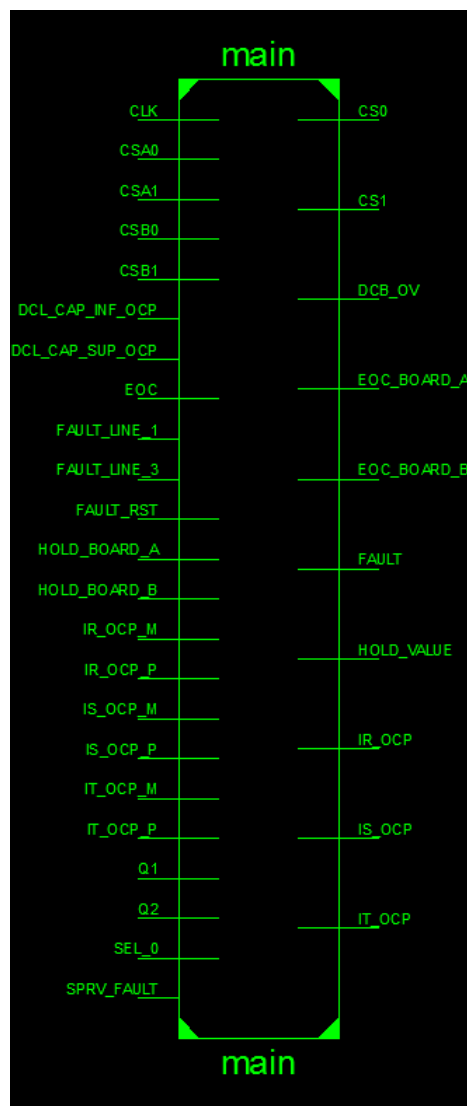 main
CLK
CSA0
CSA1
CSB0
CSB1
DCL_CAP_INF_OCP
DCL_CAP_SUP_OCP
EOC
FAULT_LINE_1
FAULT_LINE_3
FAULT_RST
HOLD_BOARD_A
HOLD_BOARD_B
IR_OCP_M
IR_OCP_P
IS_OCP_M
IS_OCP_P
IT_OCP_M
IT_OCP_P
Q1
Q2
SEL_0
SPRV_FAULT
CS0
CS1
DCB_OV
EOC_BOARD_A
EOC_BOARD_B
FAULT
HOLD_VALUE
IR_OCP
IS_OCP
IT_OCP
main